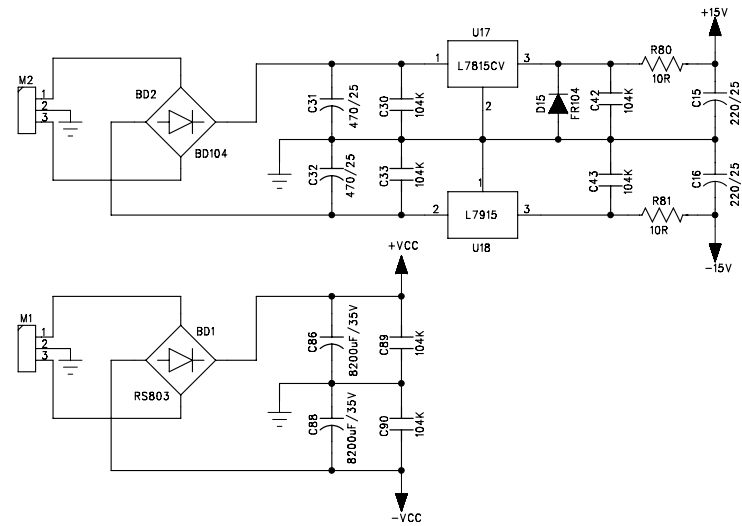 +15V
U17
M2
1
2
3
BD2
BD104
C31
470/25
C30
104K
1
L7815CV
3
2
D15
FR104
C42
104K
R80
10R
C15
220/25
C32
470/25
C33
104K
1
2
L7915
3
U18
C43
104K
R81
10R
C16
220/25
-15V
+VCC
M1
1
2
3
BD1
RS803
C86
8200uF/35V
C89
104K
C88
8200uF/35V
C90
104K
-VCC